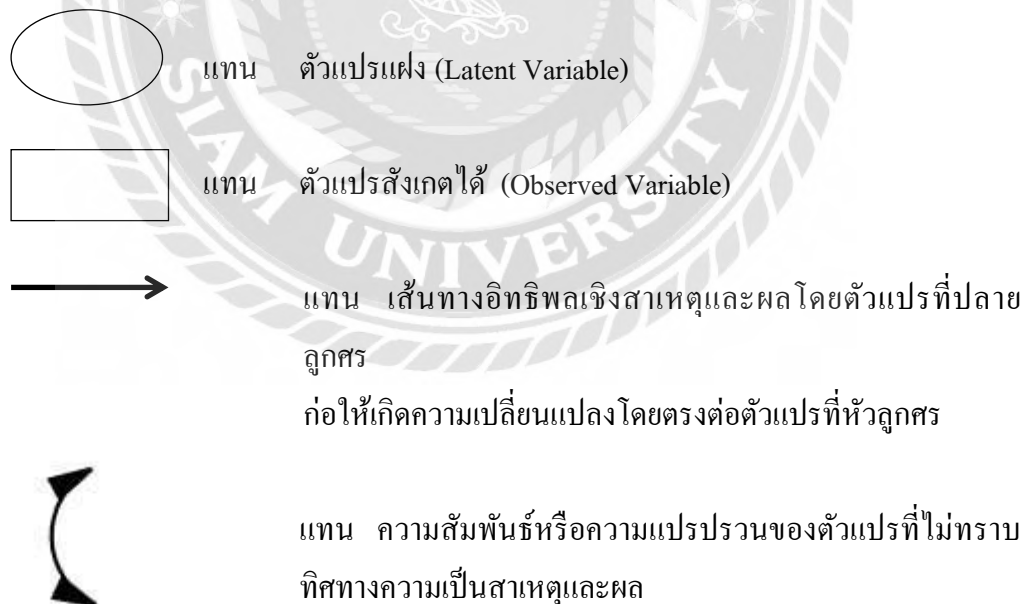 แทน ตัวแปรแฝง (Latent Variable)
แทน ตัวแปรสังเกตได้ (Observed Variable)
แทน เส้นทางอิทธิพลเชิงสาเหตุและผลโดยตัวแปรที่ปลาย
ลูกศร
ก่อให้เกิดความเปลี่ยนแปลงโดยตรงต่อตัวแปรที่หัวลูกศร
แทน ความสัมพันธ์หรือความแปรปรวนของตัวแปรที่ไม่ทราบ
ทิศทางความเป็นสาเหตุและผล
SIAM UNIVERSITY